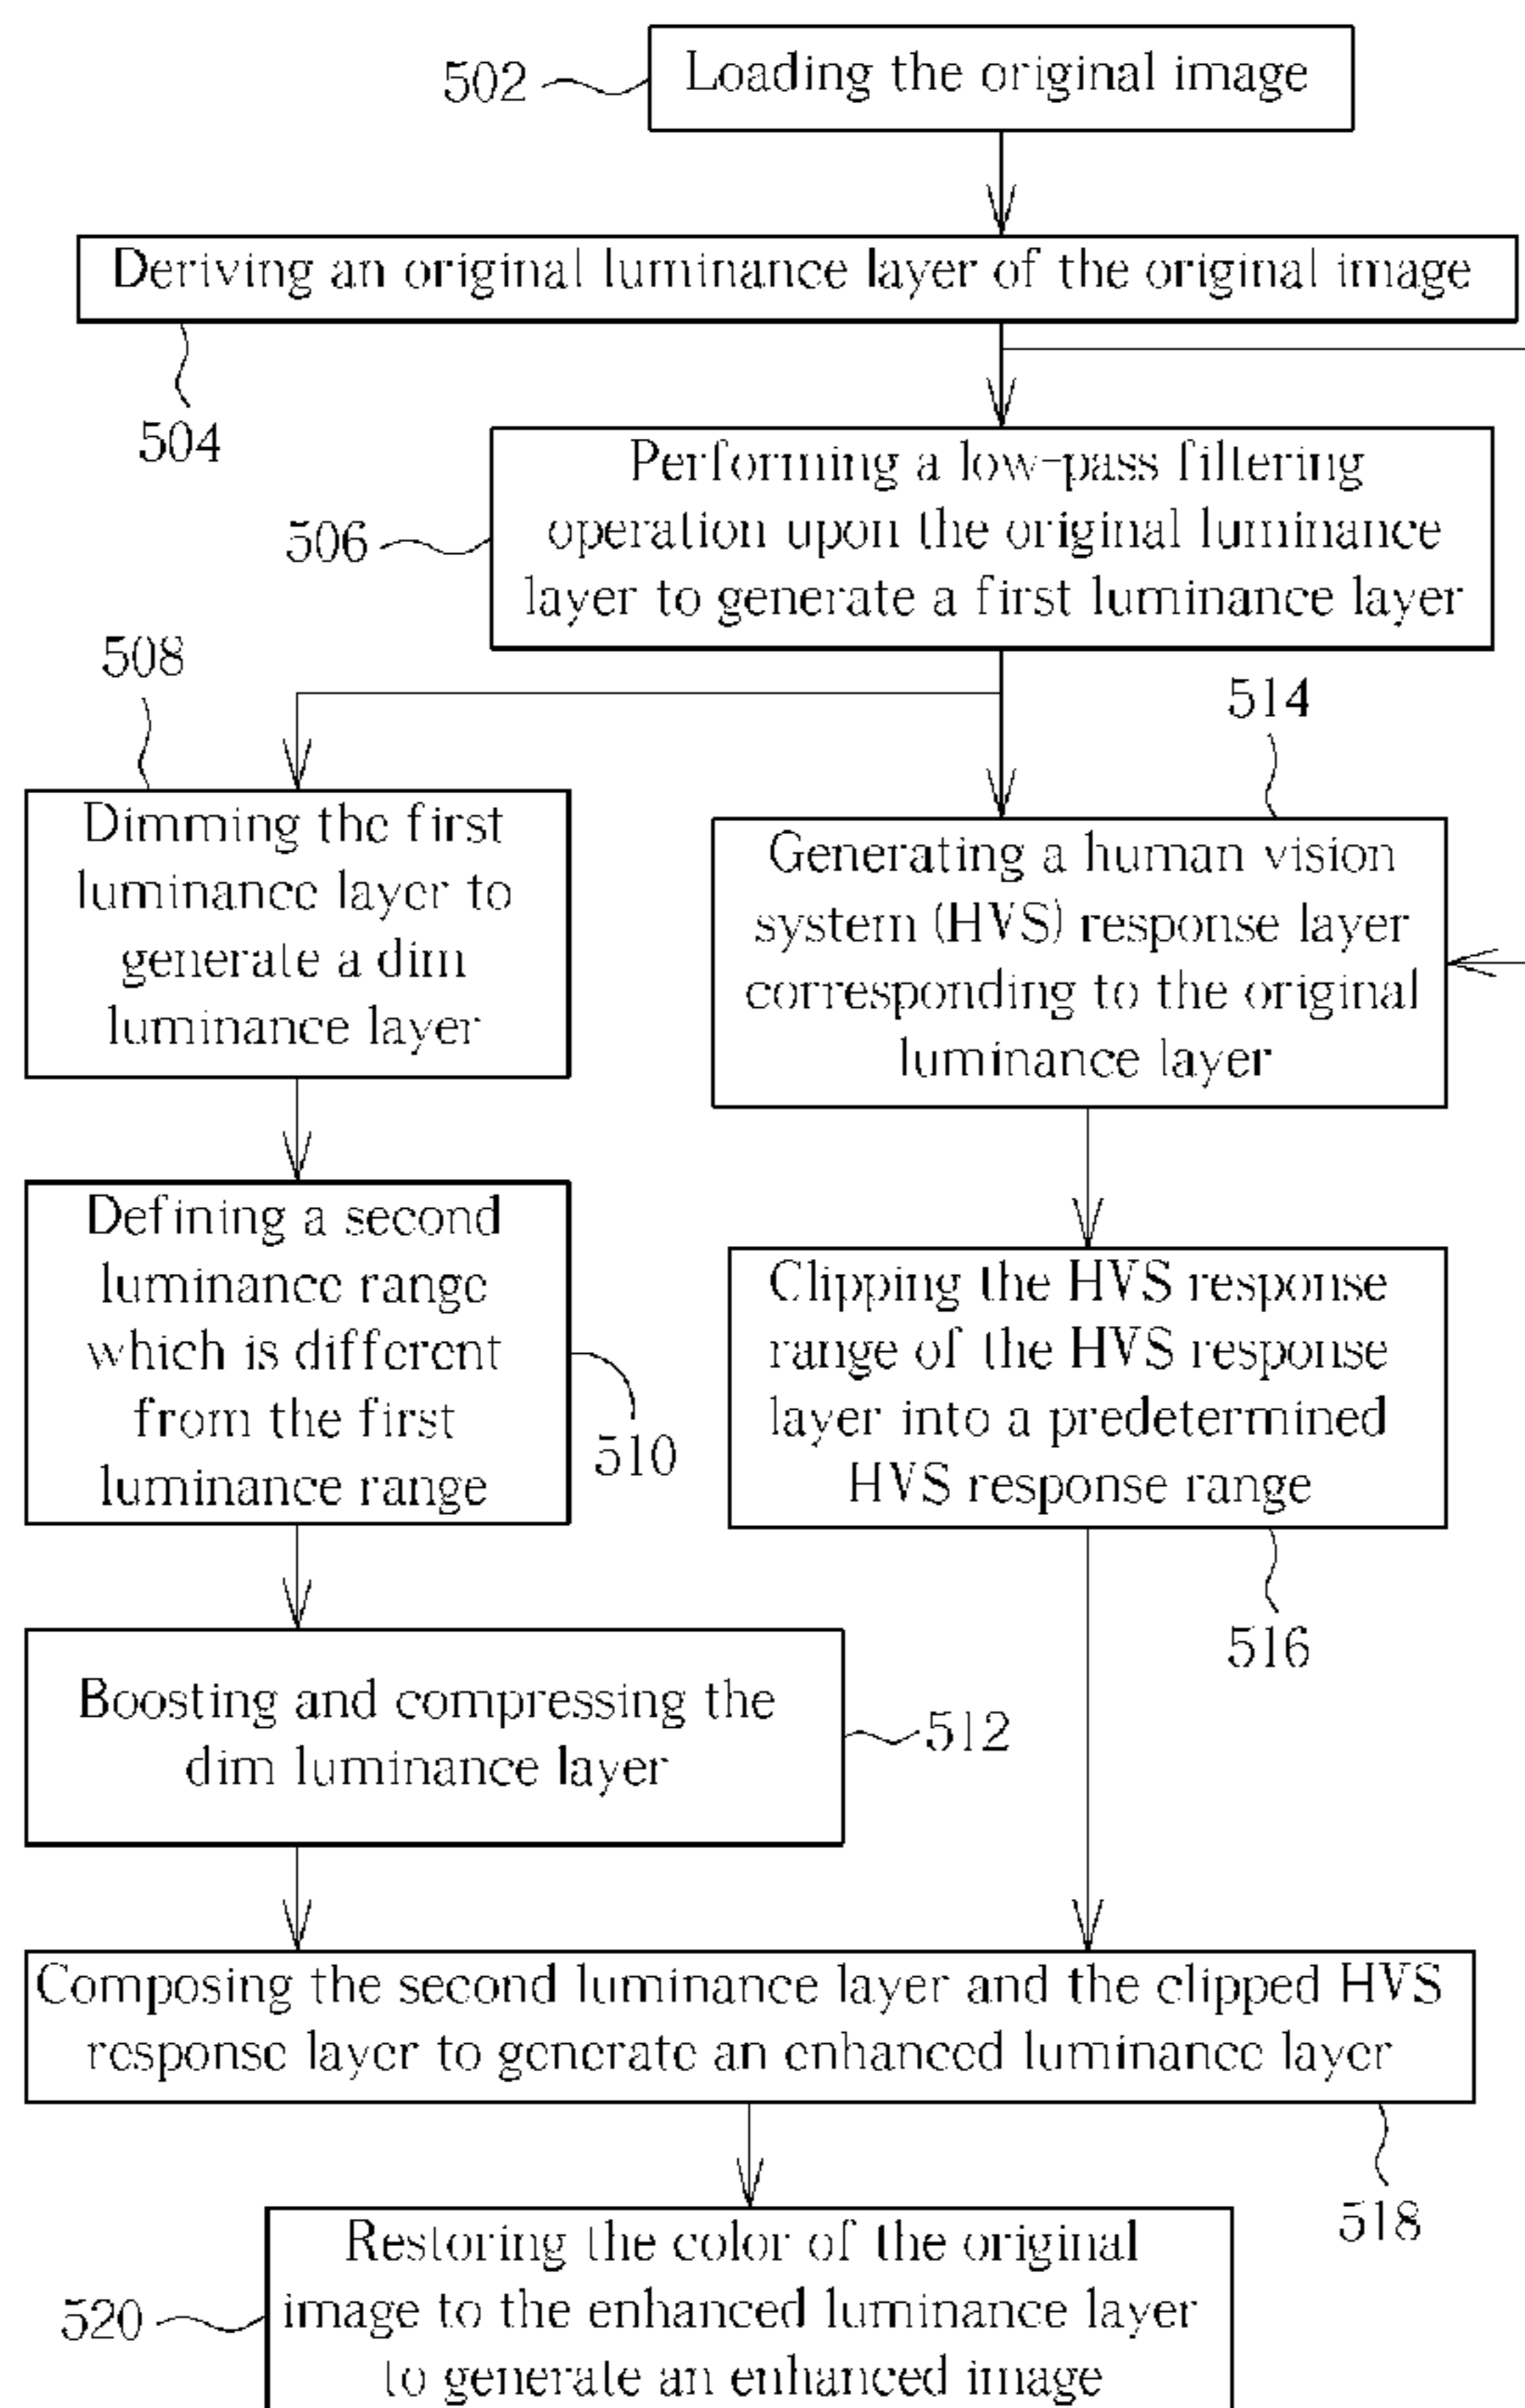 502
Loading the original image
Deriving an original luminance layer of the original image
504
506
Performing a low-pass filtering
operation upon the original luminance
layer to generate a first luminance layer
508
514
Dimming the first
luminance layer to
generate a dim
luminance layer
Generating a human vision
system (HVS) response layer
corresponding to the original
luminance layer
Defining a second
luminance range
which is different
from the first
luminance range
510
Clipping the HVS response
range of the HVS response
layer into a predetermined
HVS response range
516
Boosting and compressing the
dim luminance layer
512
Composing the second luminance layer and the clipped HVS
response layer to generate an enhanced luminance layer
518
520
Restoring the color of the original
image to the enhanced luminance layer
to generate an enhanced image